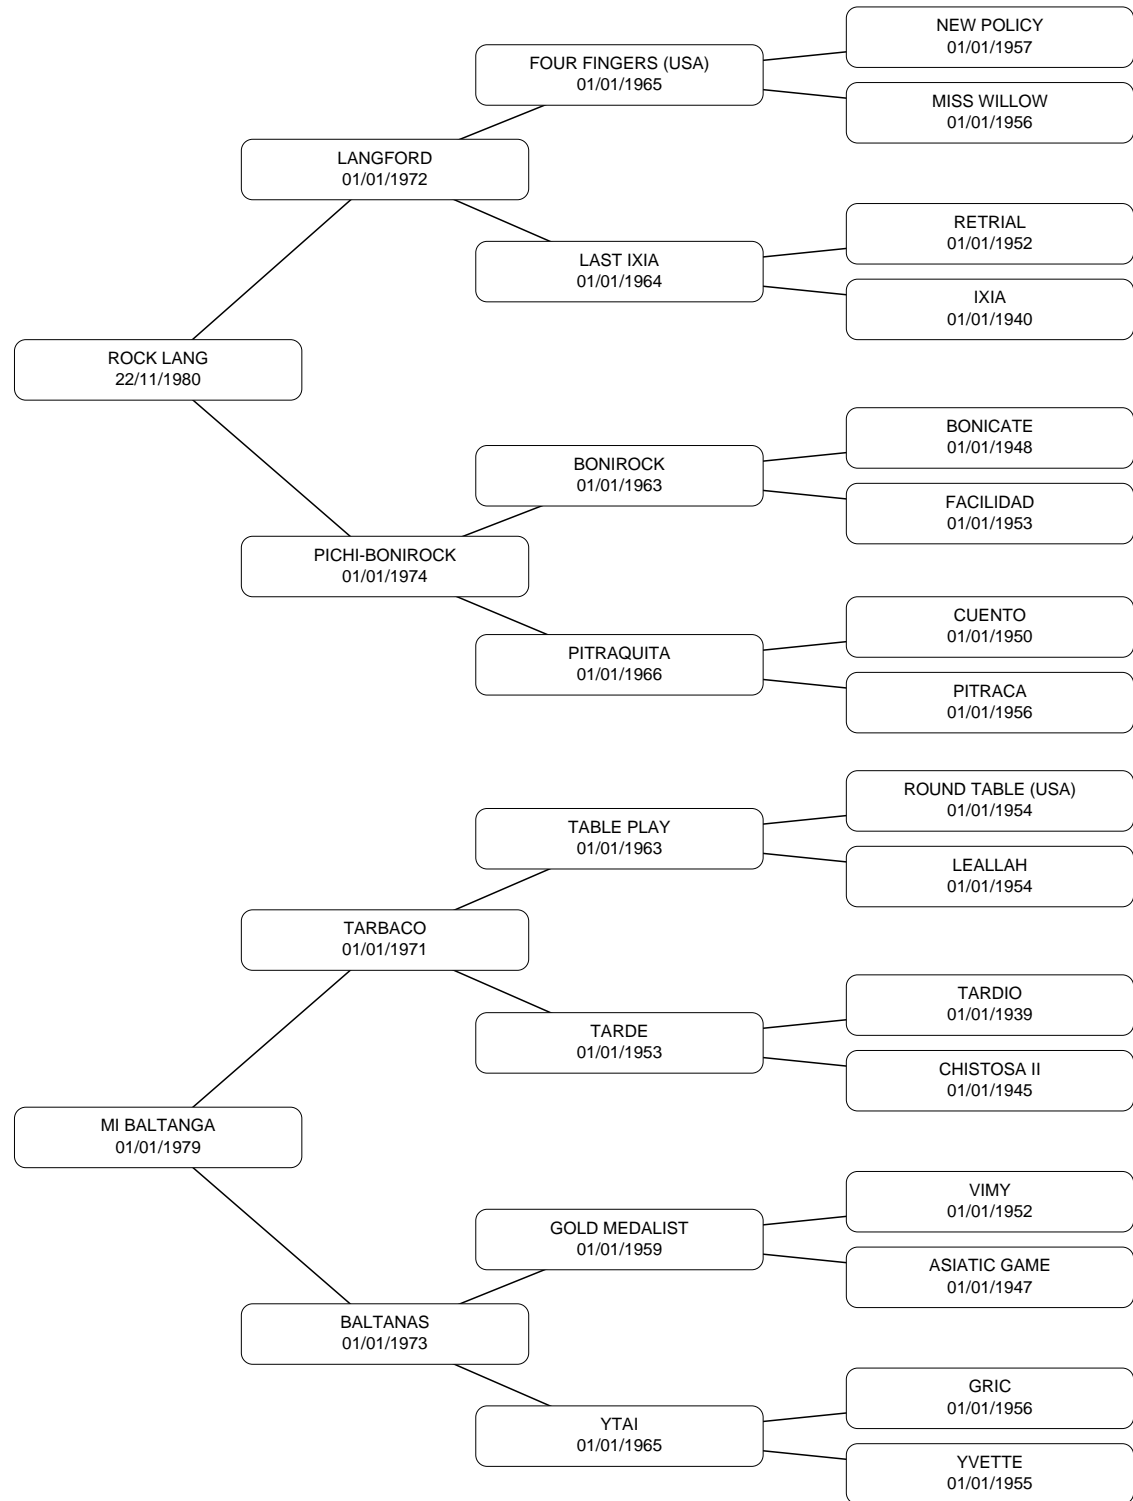 NEW POLICY
01/01/1957
FOUR FINGERS (USA)
01/01/1965
MISS WILLOW
01/01/1956
LANGFORD
01/01/1972
RETRIAL
01/01/1952
LAST IXIA
01/01/1964
IXIA
01/01/1940
ROCK LANG
22/11/1980
BONICATE
01/01/1948
BONIROCK
01/01/1963
FACILIDAD
01/01/1953
PICHI-BONIROCK
01/01/1974
CUENTO
01/01/1950
PITRAQUITA
01/01/1966
PITRACA
01/01/1956
ROUND TABLE (USA)
01/01/1954
TABLE PLAY
01/01/1963
LEALLAH
01/01/1954
TARBACO
01/01/1971
TARDIO
01/01/1939
TARDE
01/01/1953
CHISTOSA II
01/01/1945
MI BALTANGA
01/01/1979
VIMY
01/01/1952
GOLD MEDALIST
01/01/1959
ASIATIC GAME
01/01/1947
BALTANAS
01/01/1973
GRIC
01/01/1956
YTAI
01/01/1965
YVETTE
01/01/1955